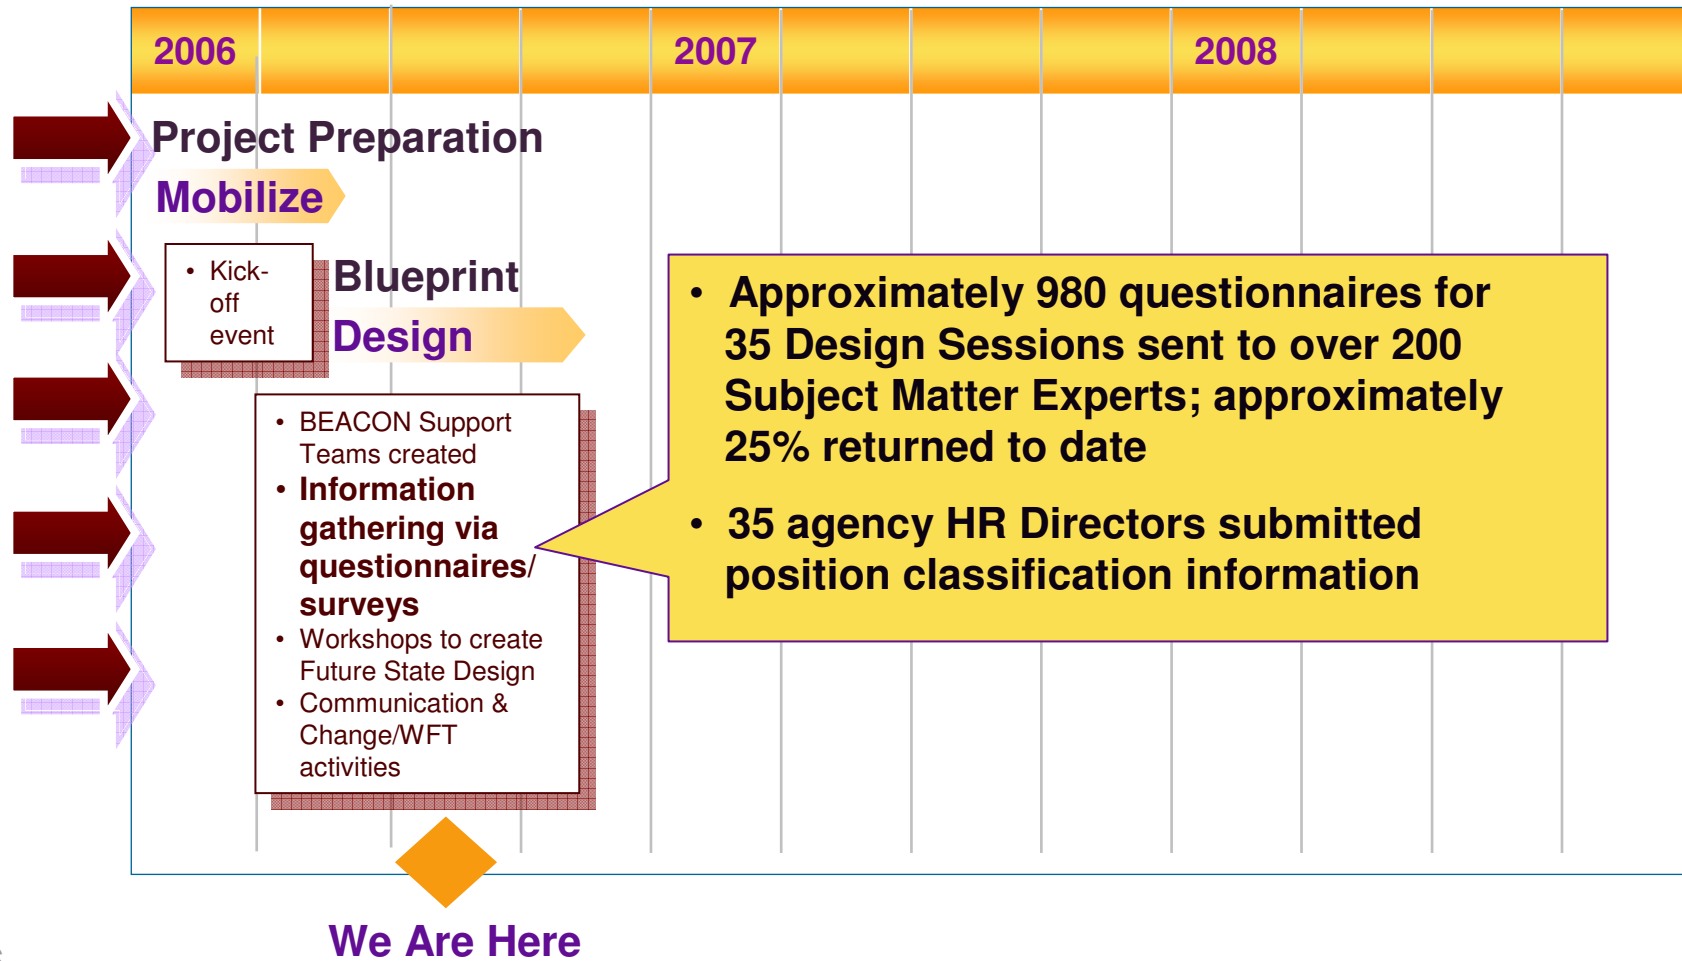 2006 2007 2008
Project Preparation
Mobilize
• Kick-
off
event
Blueprint
Design
• BEACON Support
Teams created
• Information
gathering via
questionnaires/
surveys
• Workshops to create
Future State Design
• Communication &
Change/WFT
activities
• Approximately 980 questionnaires for
35 Design Sessions sent to over 200
Subject Matter Experts; approximately
25% returned to date
• 35 agency HR Directors submitted
position classification information
We Are Here